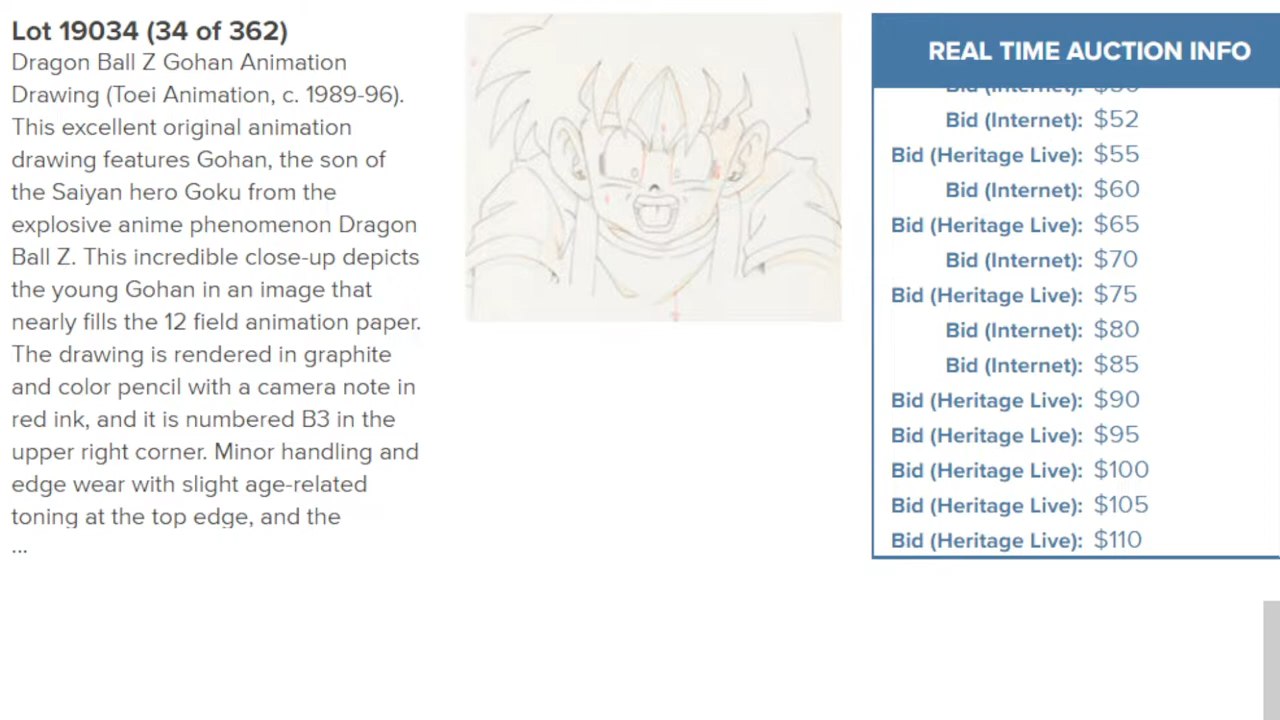 Lot 19034 (34 of 362)
Dragon Ball Z Gohan Animation
Drawing (Toei Animation, c. 1989-96).
This excellent original animation
drawing features Gohan, the son of
the Saiyan hero Goku from the
explosive anime phenomenon Dragon
Ball Z. This incredible close-up depicts
the young Gohan in an image that
nearly fills the 12 field animation paper.
The drawing is rendered in graphite
and color pencil with a camera note in
red ink, and it is numbered B3 in the
upper right corner. Minor handling and
edge wear with slight age-related
toning at the top edge, and the
...
REAL TIME AUCTION INFO
Bid (Internet):
Bid (Internet): $52
Bid (Heritage Live): $55
Bid (Internet): $60
Bid (Heritage Live): $65
Bid (Internet): $70
Bid (Heritage Live): $75
Bid (Internet): $80
Bid (Internet): $85
Bid (Heritage Live): $90
Bid (Heritage Live): $95
Bid (Heritage Live): $100
Bid (Heritage Live): $105
Bid (Heritage Live): $110